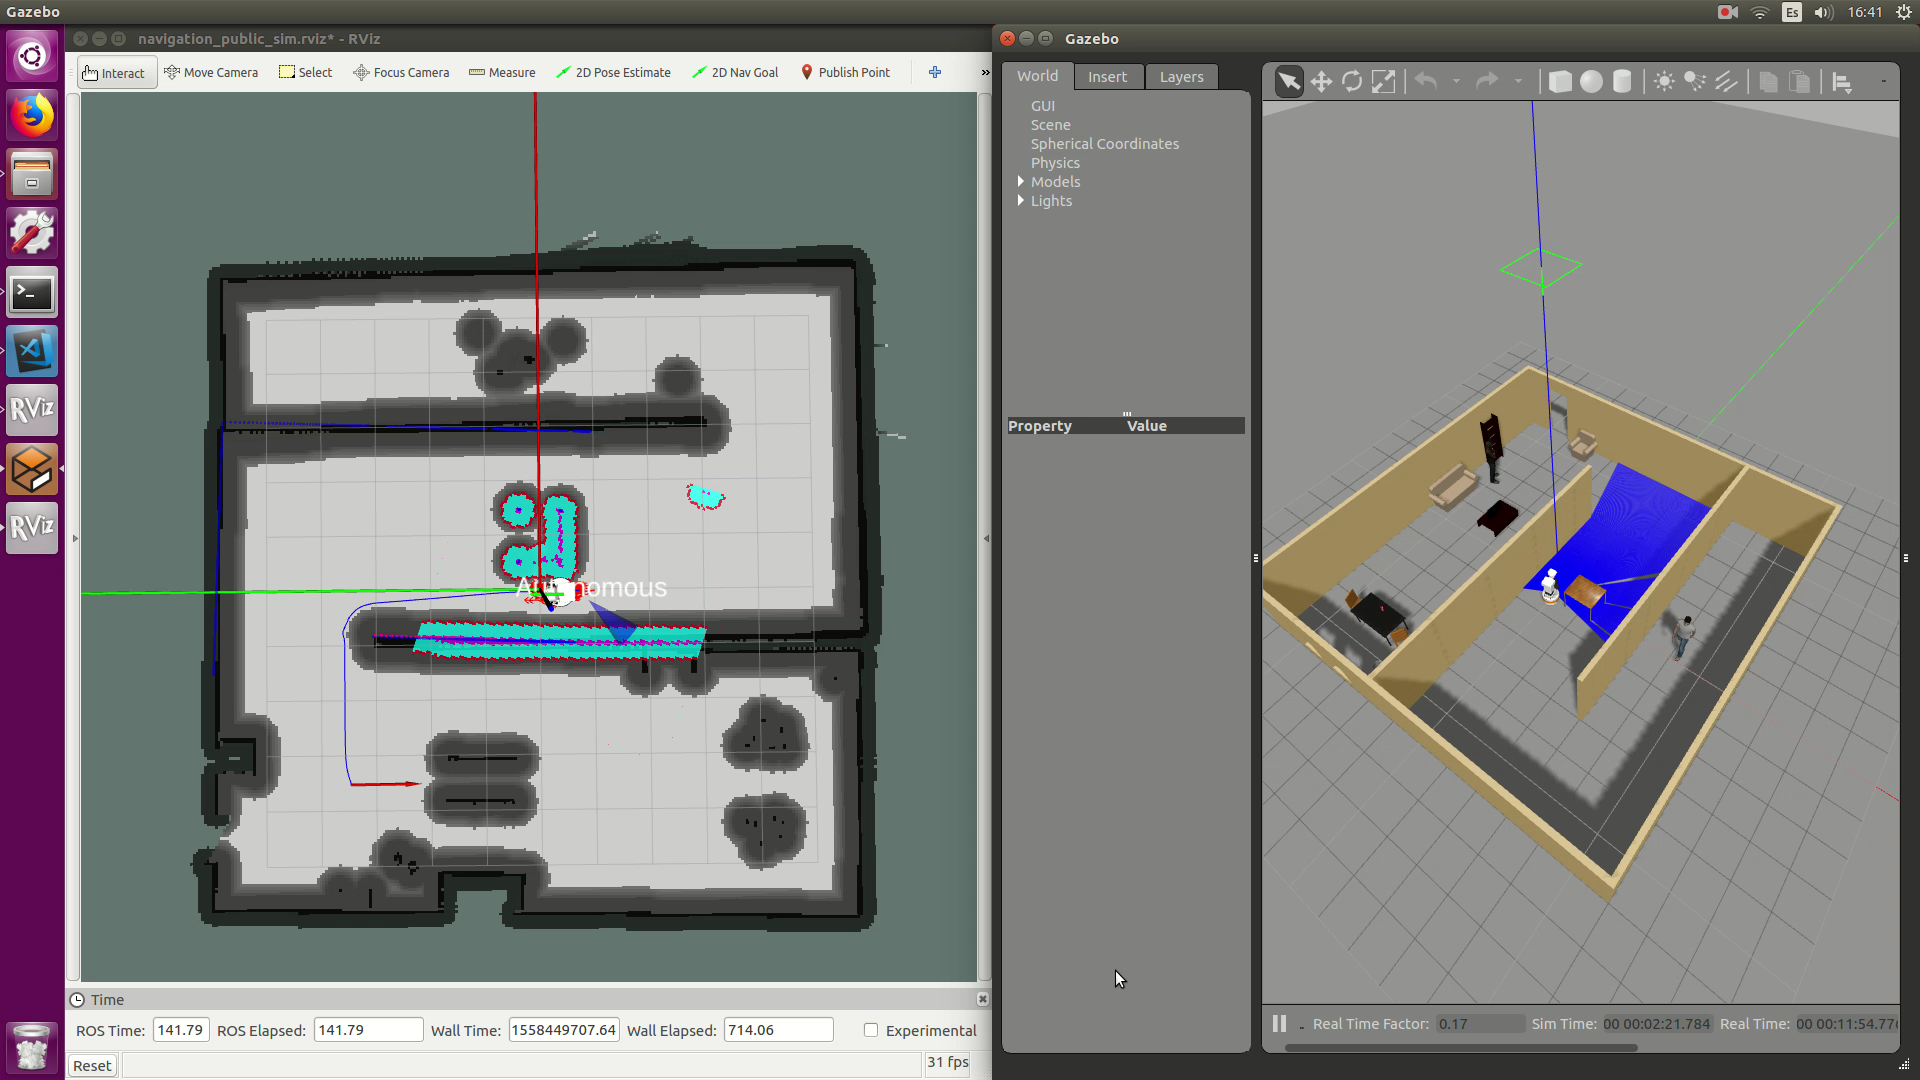 Gazebo
Es
16:41
navigation_public_sim.rviz* - RViz
Interact
Move Camera
Select
Focus Camera
Measure
2D Pose Estimate
2D Nav Goal
Publish Point
»
Autonomous
Time
ROS Time: 141.79
ROS Elapsed: 141.79
Wall Time: 1558449707.64
Wall Elapsed: 714.06
Experimental
Reset
31 fps
RViz
RViz
Gazebo
World
Insert
Layers
GUI
Scene
Spherical Coordinates
Physics
Models
Lights
Property Value
Real Time Factor: 0.17
Sim Time: 00 00:02:21.784
Real Time: 00 00:11:54.77